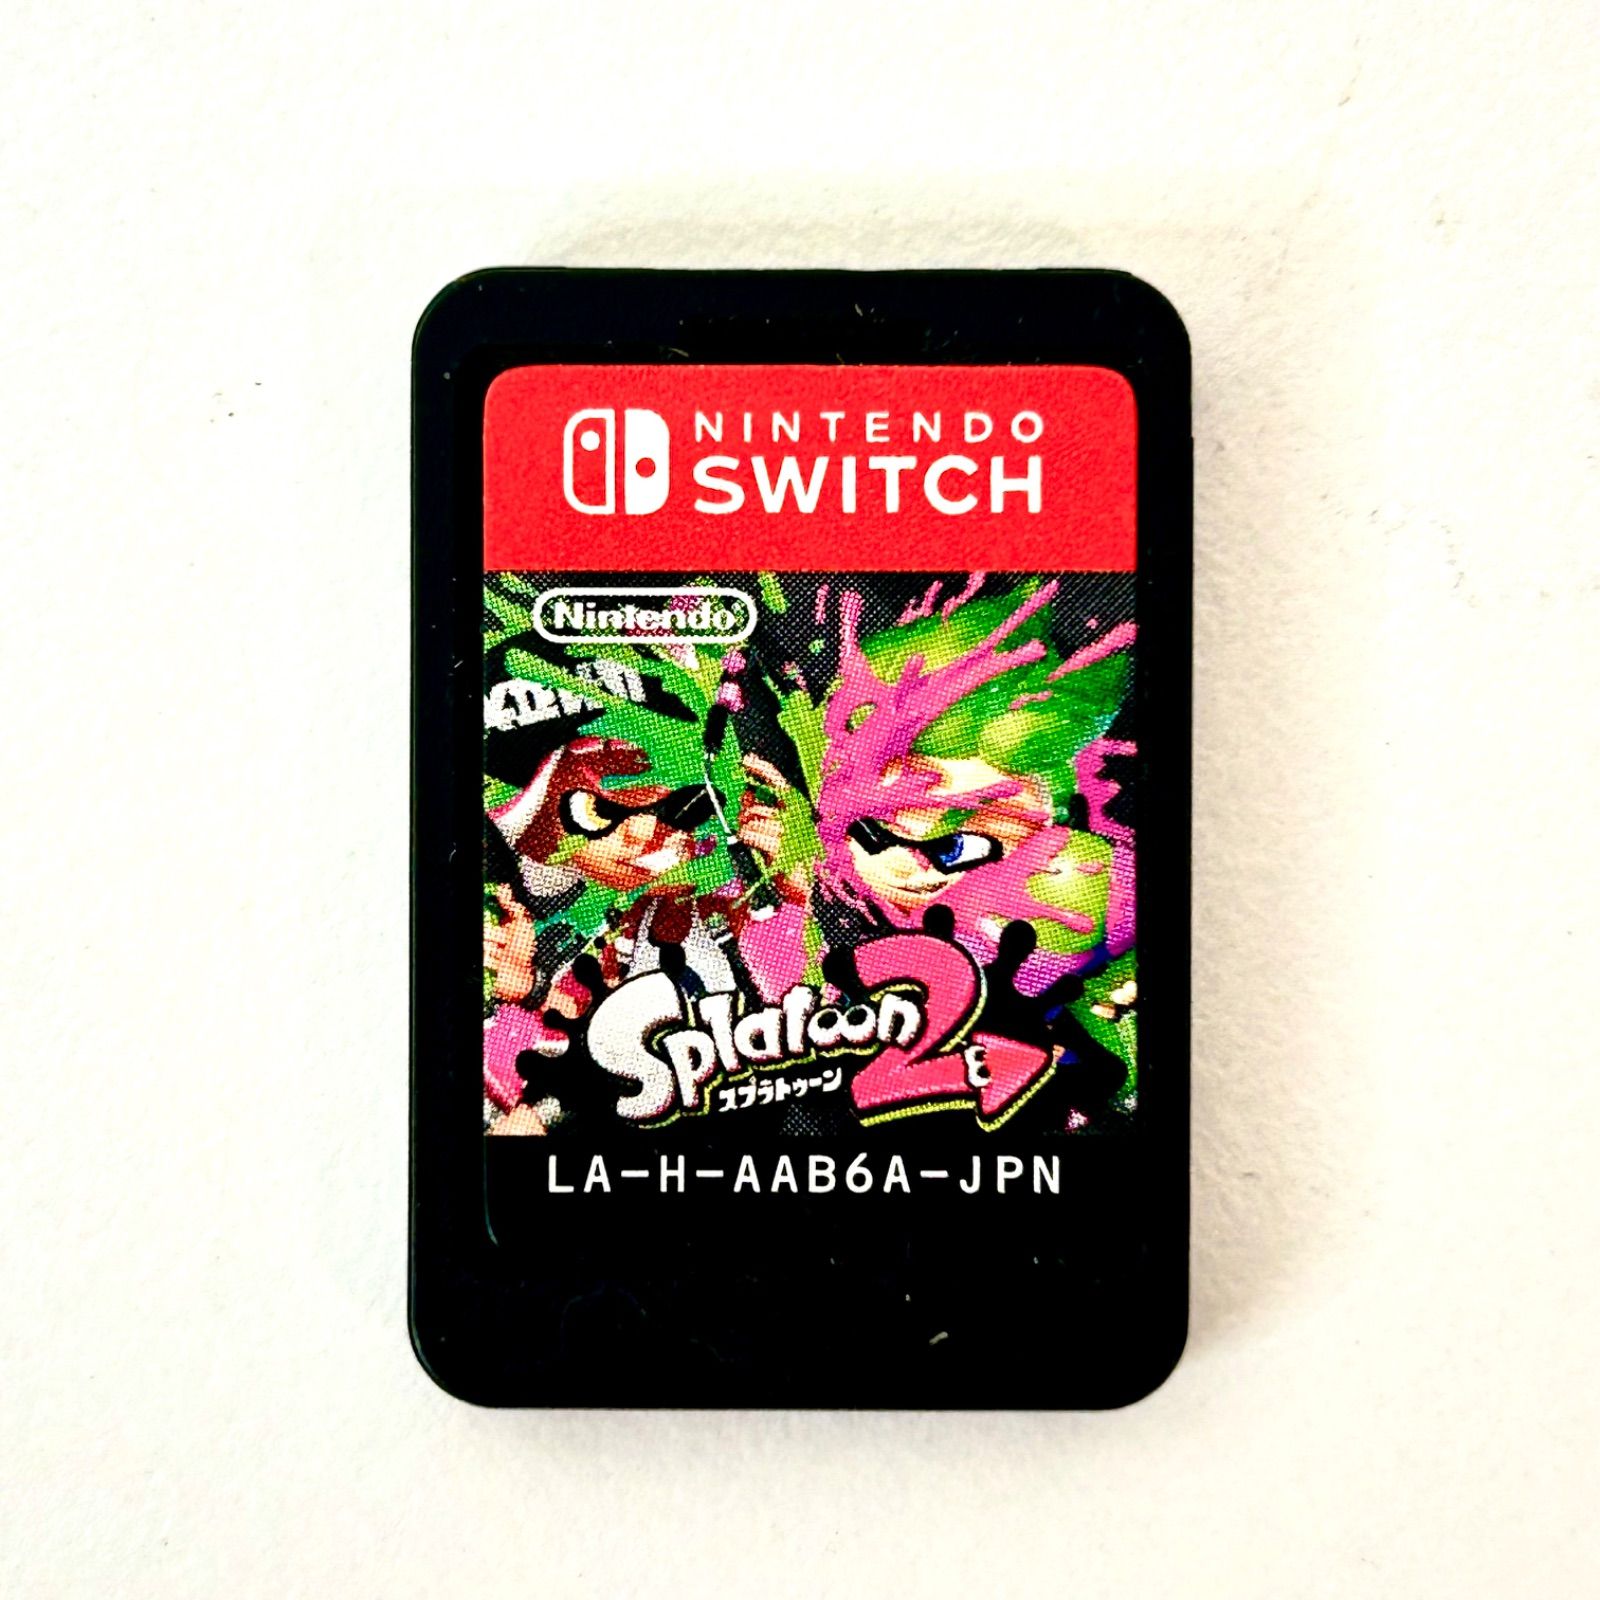 NINTENDO
SWITCH
Nintendo
Splatoon 2
スプラトゥーン
LA-H-AAB6A-JPN